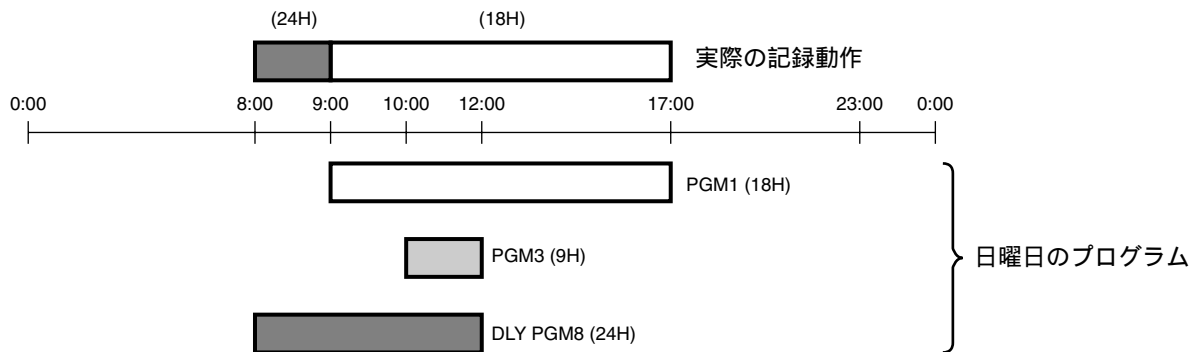 (24H) (18H)
実際の記録動作
0:00 8:00 9:00 10:00 12:00 17:00 23:00 0:00
PGM1 (18H)
PGM3 (9H)
日曜日のプログラム
DLY PGM8 (24H)